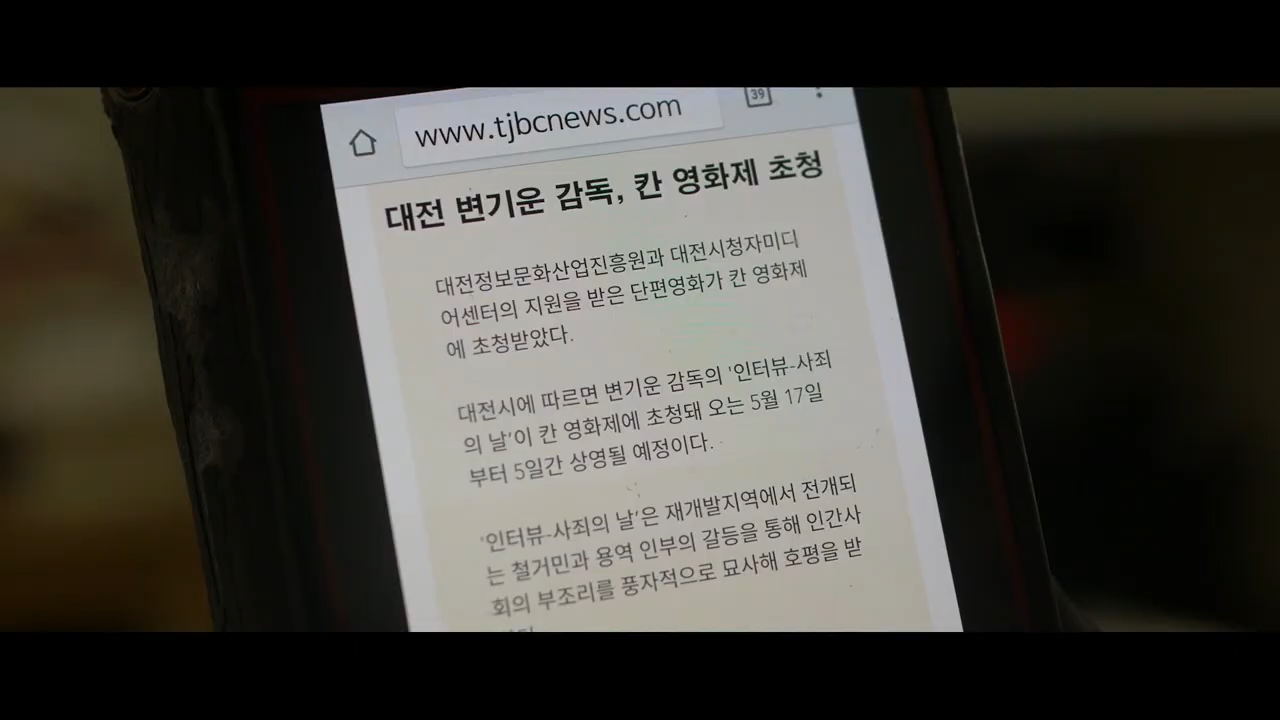 www.tjbcnews.com
39
대전 변기운 감독, 칸 영화제 초청
대전정보문화산업진흥원과 대전시청자미디
어센터의 지원을 받은 단편영화가 칸 영화제
에 초청받았다.
대전시에 따르면 변기운 감독의 '인터뷰-사죄
의 날'이 칸 영화제에 초청돼 오는 5월 17일
부터 5일간 상영될 예정이다.
'인터뷰-사죄의 날'은 재개발지역에서 전개되
는 철거민과 용역 인부의 갈등을 통해 인간사
회의 부조리를 풍자적으로 묘사해 호평을 받